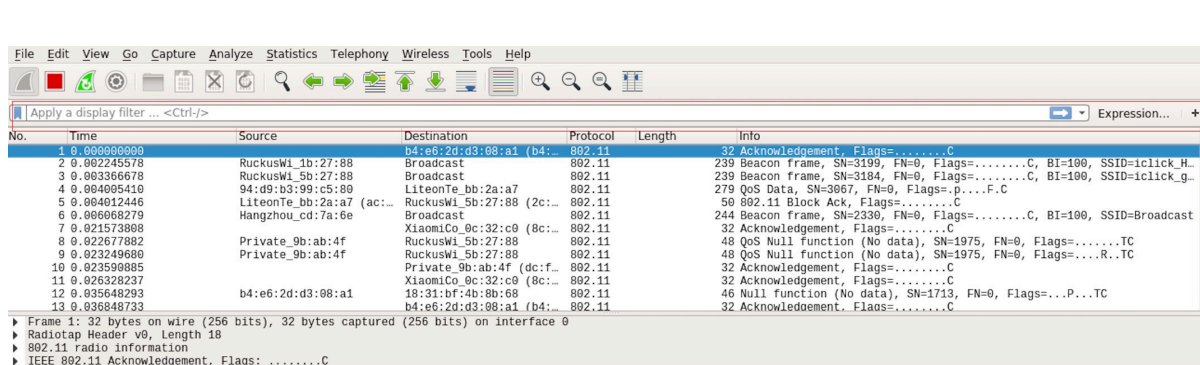 File Edit View Go Capture Analyze Statistics Telephony Wireless Tools Help
Apply a display filter ... <Ctrl-/> Expression... +
No. Time Source Destination Protocol Length Info
1 0.000000000 b4:e6:2d:d3:08:a1 (b4:… 802.11 32 Acknowledgement, Flags=........C
2 0.002245578 RuckusWi_1b:27:88 Broadcast 802.11 239 Beacon frame, SN=3199, FN=0, Flags=........C, BI=100, SSID=iclick_H…
3 0.003366678 RuckusWi_5b:27:88 Broadcast 802.11 239 Beacon frame, SN=3184, FN=0, Flags=........C, BI=100, SSID=iclick_g…
4 0.004005410 94:d9:b3:99:c5:80 LiteonTe_bb:2a:a7 802.11 279 QoS Data, SN=3067, FN=0, Flags=.p....F.C
5 0.004012446 LiteonTe_bb:2a:a7 (ac:… RuckusWi_5b:27:88 (2c:… 802.11 50 802.11 Block Ack, Flags=........C
6 0.006068279 Hangzhou_cd:7a:6e Broadcast 802.11 244 Beacon frame, SN=2330, FN=0, Flags=........C, BI=100, SSID=Broadcast
7 0.021573808 XiaomiCo_0c:32:c0 (8c:… 802.11 32 Acknowledgement, Flags=........C
8 0.022677882 Private_9b:ab:4f RuckusWi_5b:27:88 802.11 48 QoS Null function (No data), SN=1975, FN=0, Flags=.......TC
9 0.023249680 Private_9b:ab:4f RuckusWi_5b:27:88 802.11 48 QoS Null function (No data), SN=1975, FN=0, Flags=....R..TC
10 0.023590885 Private_9b:ab:4f (dc:f… 802.11 32 Acknowledgement, Flags=........C
11 0.026328237 XiaomiCo_0c:32:c0 (8c:… 802.11 32 Acknowledgement, Flags=........C
12 0.035648293 b4:e6:2d:d3:08:a1 18:31:bf:4b:8b:68 802.11 46 Null function (No data), SN=1713, FN=0, Flags=...P...TC
13 0.036848733 b4:e6:2d:d3:08:a1 (b4:… 802.11 32 Acknowledgement, Flags=........C
Frame 1: 32 bytes on wire (256 bits), 32 bytes captured (256 bits) on interface 0
Radiotap Header v0, Length 18
802.11 radio information
IEEE 802.11 Acknowledgement, Flags: ........C